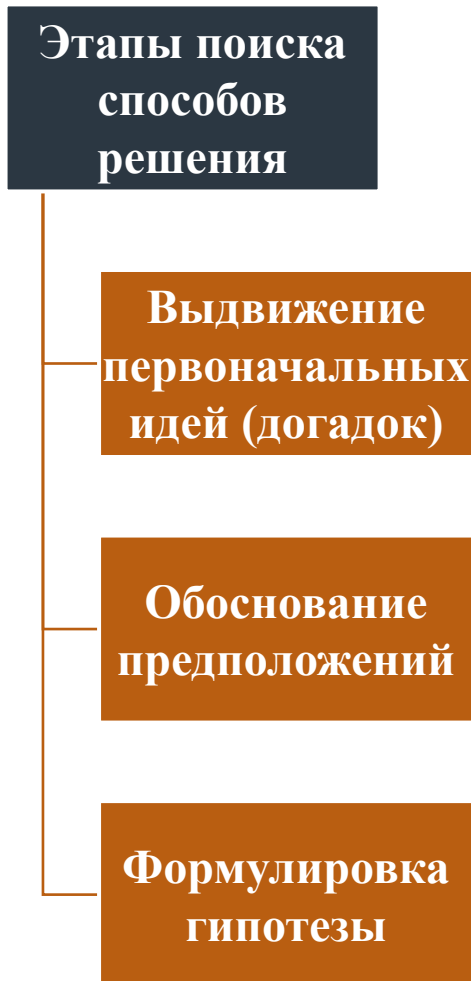 Этапы поиска
способов
решения
Выдвижение
первоначальных
идей (догадок)
Обоснование
предположений
Формулировка
гипотезы